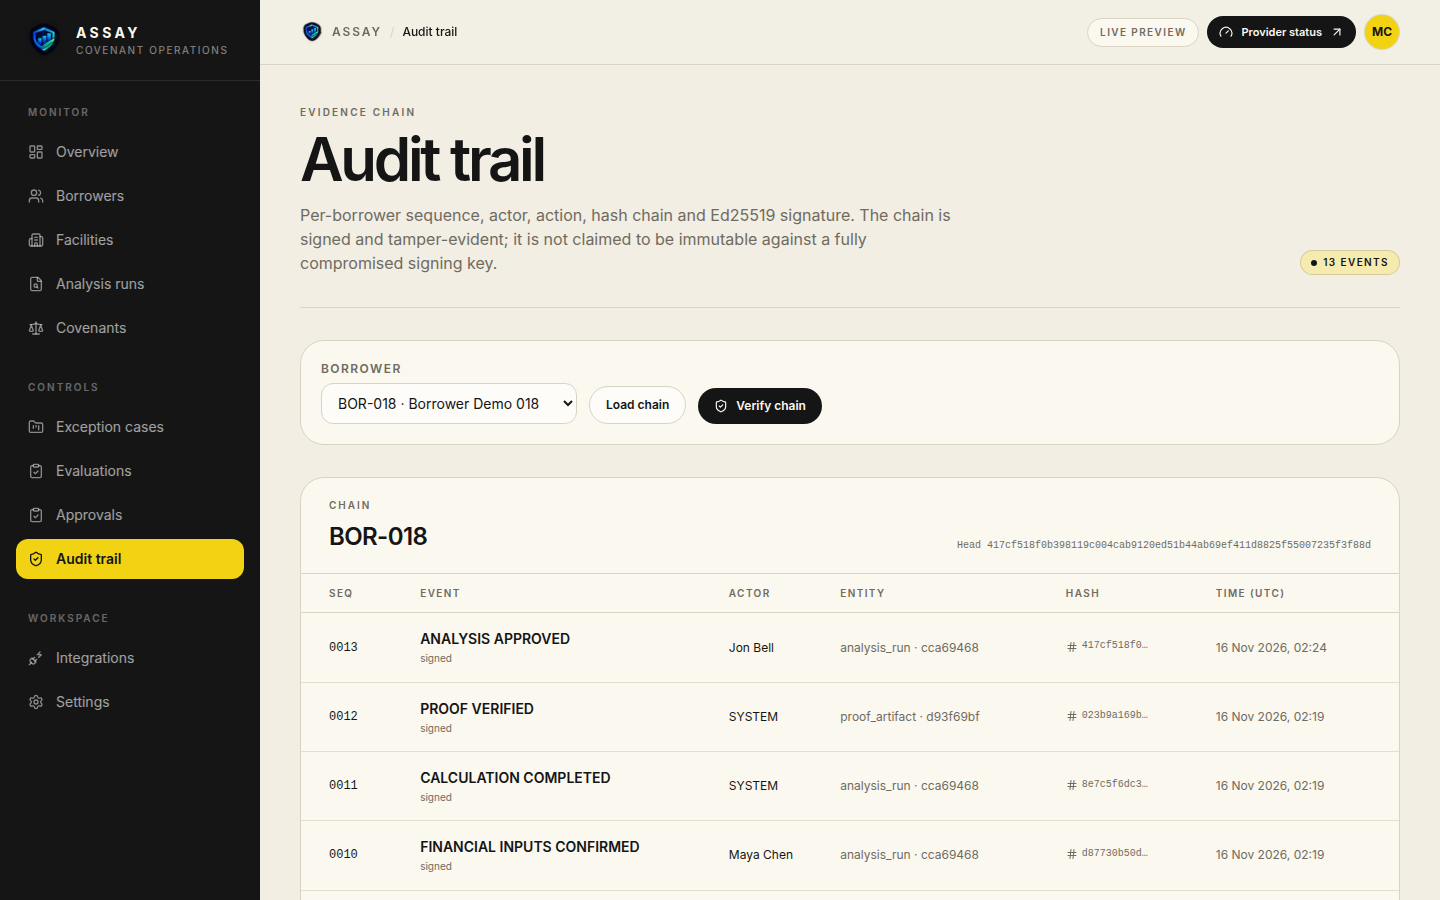 ASSAY
COVENANT OPERATIONS
MONITOR
Overview
Borrowers
Facilities
Analysis runs
Covenants
CONTROLS
Exception cases
Evaluations
Approvals
Audit trail
WORKSPACE
Integrations
Settings
ASSAY / Audit trail
LIVE PREVIEW
Provider status
MC
EVIDENCE CHAIN
Audit trail
Per-borrower sequence, actor, action, hash chain and Ed25519 signature. The chain is
signed and tamper-evident; it is not claimed to be immutable against a fully
compromised signing key.
13 EVENTS
BORROWER
BOR-018 · Borrower Demo 018
Load chain
Verify chain
CHAIN
BOR-018
Head 417cf518f0b398119c004cab9120ed51b44ab69ef411d8825f55007235f3f88d
SEQ EVENT ACTOR ENTITY HASH TIME (UTC)
0013 ANALYSIS APPROVED Jon Bell analysis_run · cca69468 # 417cf518f0… 16 Nov 2026, 02:24
signed
0012 PROOF VERIFIED SYSTEM proof_artifact · d93f69bf # 023b9a169b… 16 Nov 2026, 02:19
signed
0011 CALCULATION COMPLETED SYSTEM analysis_run · cca69468 # 8e7c5f6dc3… 16 Nov 2026, 02:19
signed
0010 FINANCIAL INPUTS CONFIRMED Maya Chen analysis_run · cca69468 # d87730b50d… 16 Nov 2026, 02:19
signed